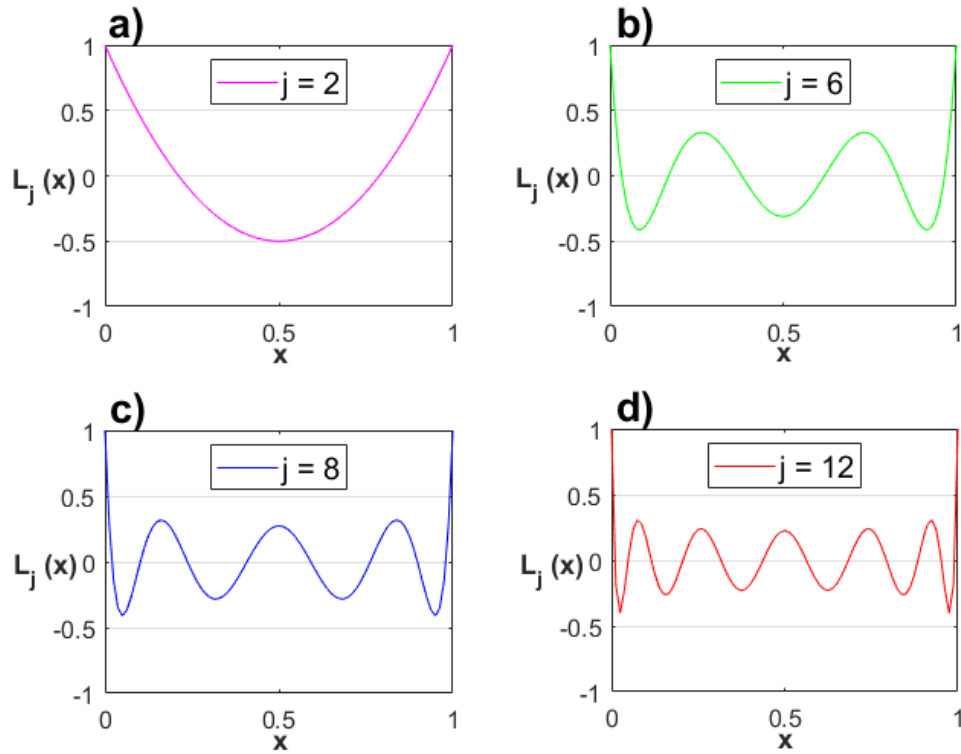 a)
1
j = 2
0.5
L_j (x) 0
-0.5
-1
0 0.5 1
x
b)
1
j = 6
0.5
L_j (x) 0
-0.5
-1
0 0.5 1
x
c)
1
j = 8
0.5
L_j (x) 0
-0.5
-1
0 0.5 1
x
d)
1
j = 12
0.5
L_j (x) 0
-0.5
-1
0 0.5 1
x